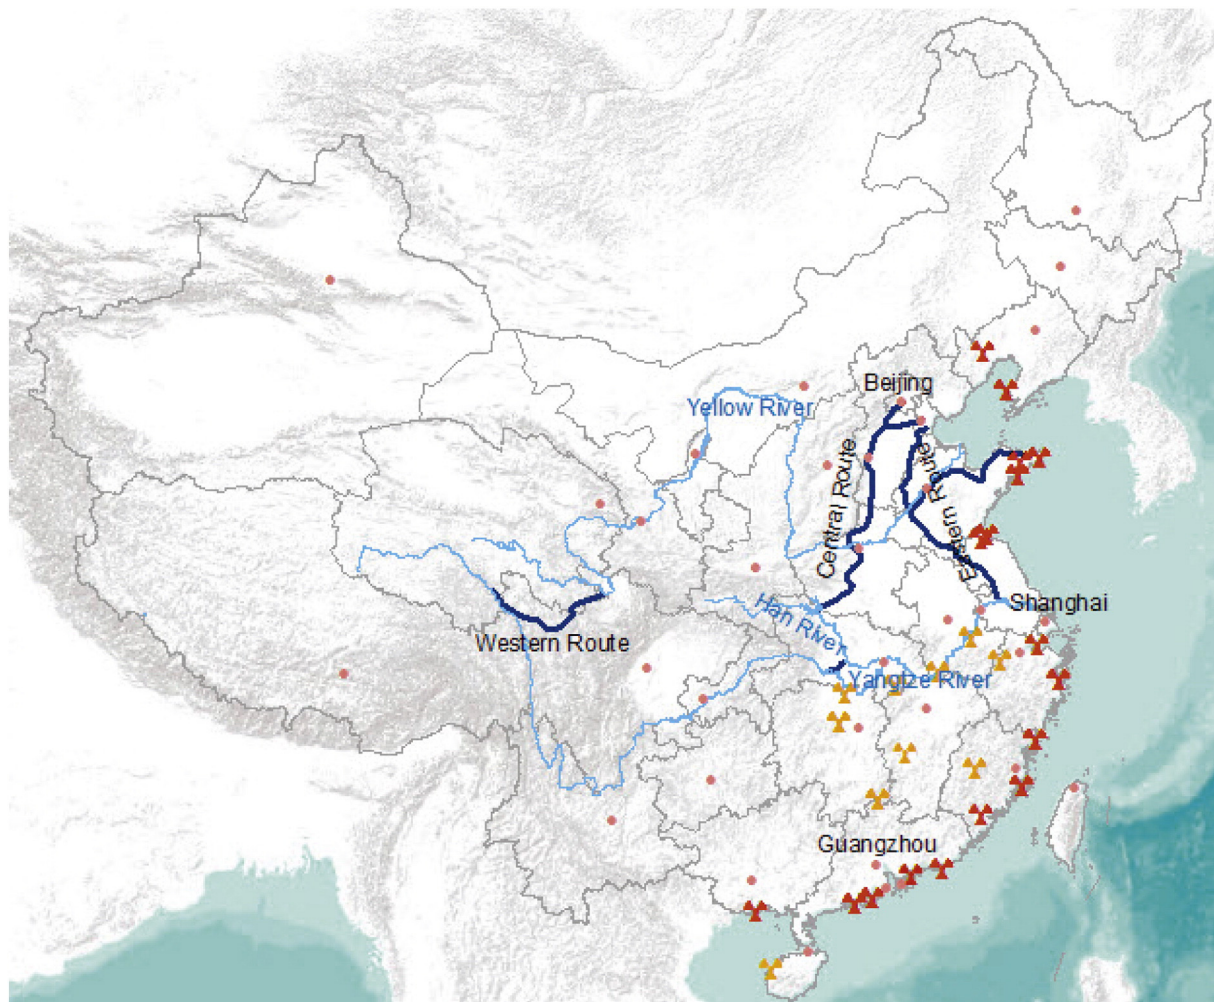 Beijing
Yellow River
Central Route
Eastern Route
Han River
Shanghai
Western Route
Yangtze River
Guangzhou